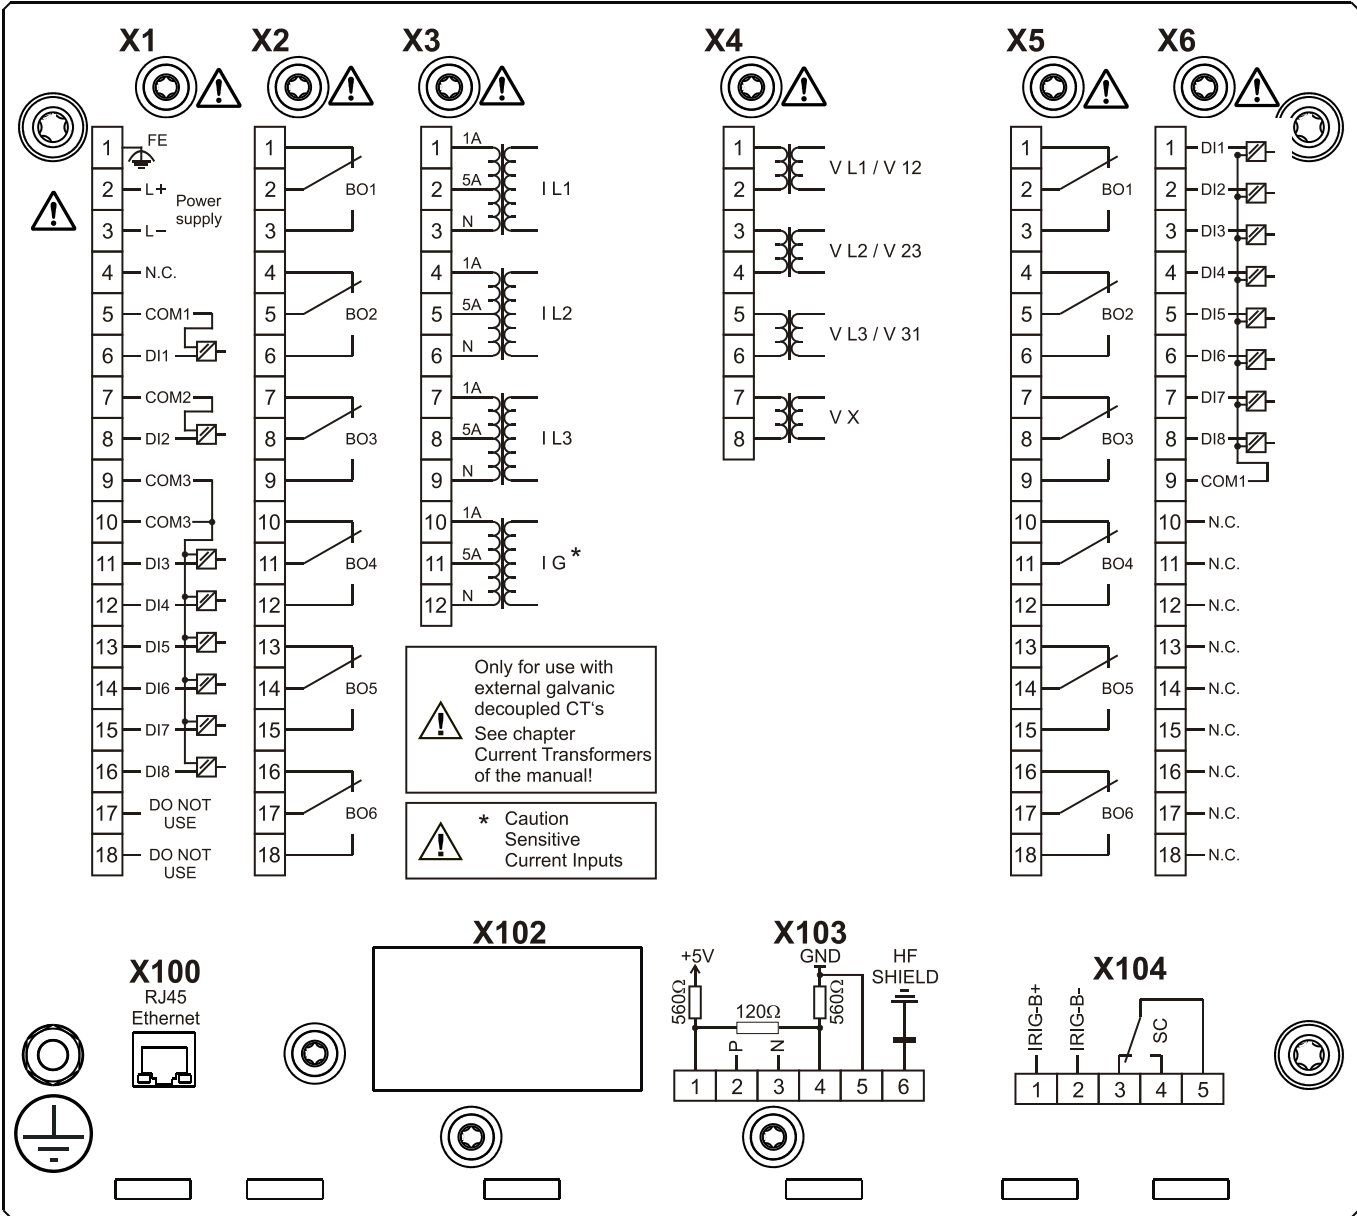 X1
X2
X3
X4
X5
X6
1 FE
2 L+
Power
supply
3 L–
4 N.C.
5 COM1
6 DI1
7 COM2
8 DI2
9 COM3
10 COM3
11 DI3
12 DI4
13 DI5
14 DI6
15 DI7
16 DI8
17 DO NOT
USE
18 DO NOT
USE
1
2 BO1
3
4
5 BO2
6
7
8 BO3
9
10
11 BO4
12
13
14 BO5
15
16
17 BO6
18
1 1A
2 5A I L1
3 N
4 1A
5 5A I L2
6 N
7 1A
8 5A I L3
9 N
10 1A
11 5A I G*
12 N
Only for use with
external galvanic
decoupled CT‘s
See chapter
Current Transformers
of the manual!
* Caution
Sensitive
Current Inputs
1
V L1 / V 12
2
3
V L2 / V 23
4
5
V L3 / V 31
6
7
V X
8
1
2 BO1
3
4
5 BO2
6
7
8 BO3
9
10
11 BO4
12
13
14 BO5
15
16
17 BO6
18
1 DI1
2 DI2
3 DI3
4 DI4
5 DI5
6 DI6
7 DI7
8 DI8
9 COM1
10 N.C.
11 N.C.
12 N.C.
13 N.C.
14 N.C.
15 N.C.
16 N.C.
17 N.C.
18 N.C.
X100
RJ45
Ethernet
X102
X103
+5V
GND
HF
SHIELD
560Ω
120Ω
560Ω
P
N
1 2 3 4 5 6
X104
IRIG-B+
IRIG-B-
SC
1 2 3 4 5